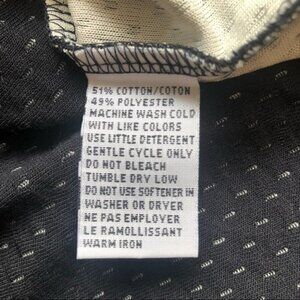 51% COTTON/COTON
49% POLYESTER
MACHINE WASH COLD
WITH LIKE COLORS
USE LITTLE DETERGENT
GENTLE CYCLE ONLY
DO NOT BLEACH
TUMBLE DRY LOW
DO NOT USE SOFTENER IN
WASHER OR DRYER
NE PAS EMPLOYER
LE RAMOLLISSANT
WARM IRON